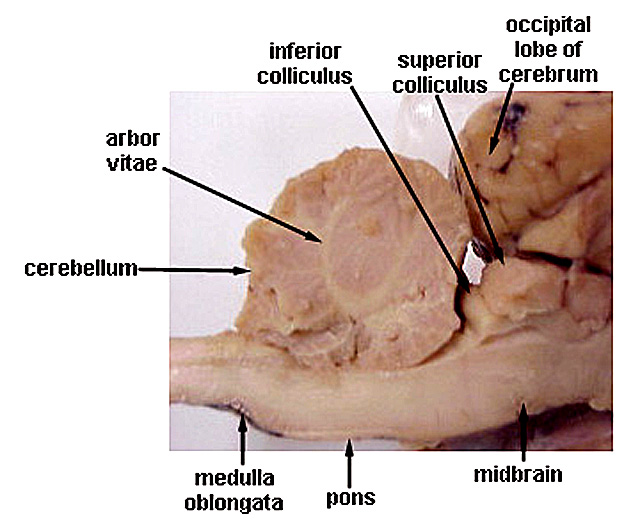 occipital
lobe of
cerebrum
inferior
colliculus
superior
colliculus
arbor
vitae
cerebellum
medulla
oblongata
pons
midbrain